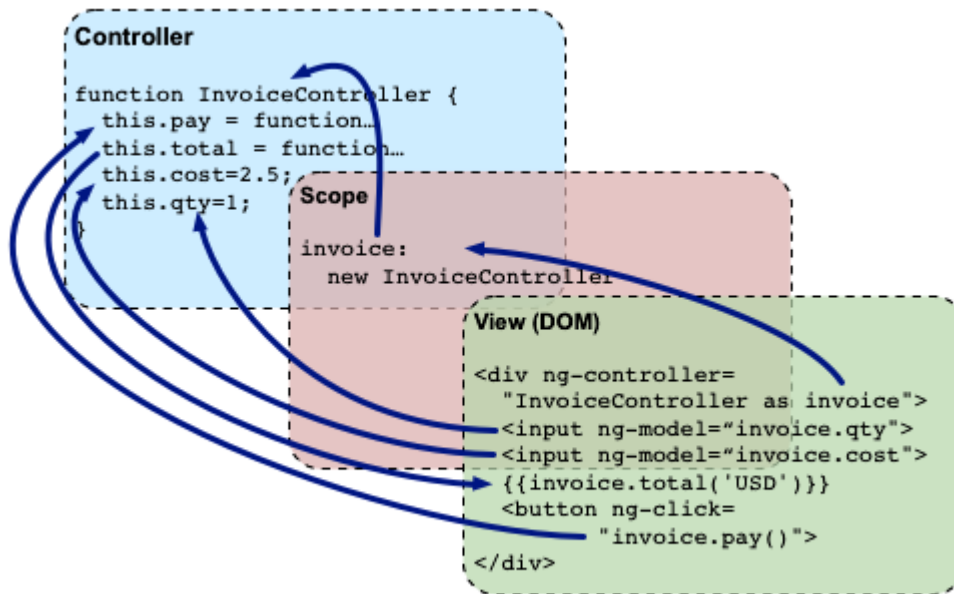 Controller
function InvoiceController {
this.pay = function…
this.total = function…
this.cost=2.5;
this.qty=1;
}
Scope
invoice:
new InvoiceController
View (DOM)
<div ng-controller=
"InvoiceController as invoice">
<input ng-model=“invoice.qty">
<input ng-model=“invoice.cost">
{{invoice.total('USD')}}
<button ng-click=
"invoice.pay()">
</div>